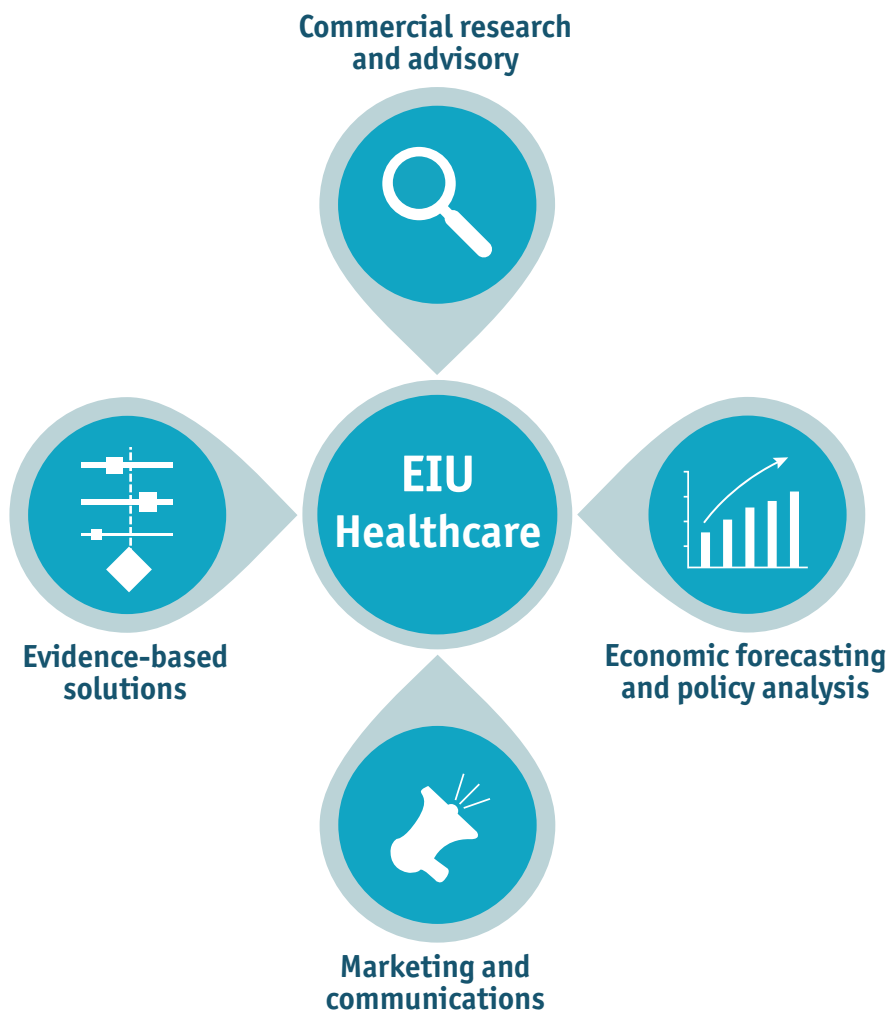 Commercial research
and advisory
EIU
Healthcare
Evidence-based
solutions
Economic forecasting
and policy analysis
Marketing and
communications